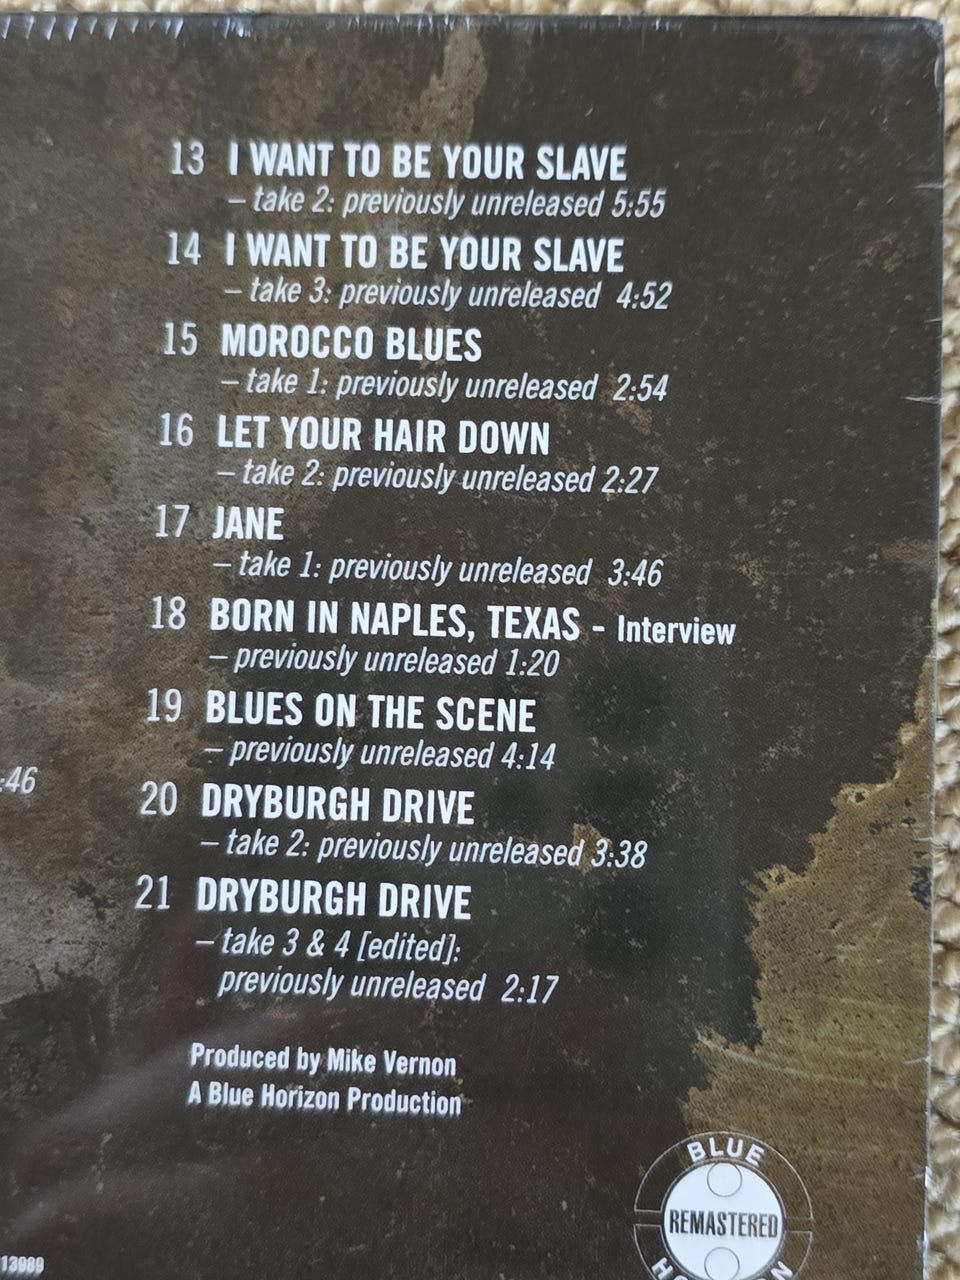 13 I WANT TO BE YOUR SLAVE
– take 2: previously unreleased 5:55
14 I WANT TO BE YOUR SLAVE
– take 3: previously unreleased 4:52
15 MOROCCO BLUES
– take 1: previously unreleased 2:54
16 LET YOUR HAIR DOWN
– take 2: previously unreleased 2:27
17 JANE
– take 1: previously unreleased 3:46
18 BORN IN NAPLES, TEXAS - Interview
– previously unreleased 1:20
19 BLUES ON THE SCENE
– previously unreleased 4:14
:46
20 DRYBURGH DRIVE
– take 2: previously unreleased 3:38
21 DRYBURGH DRIVE
– take 3 & 4 [edited]:
previously unreleased 2:17
Produced by Mike Vernon
A Blue Horizon Production
BLUE
REMASTERED
13989